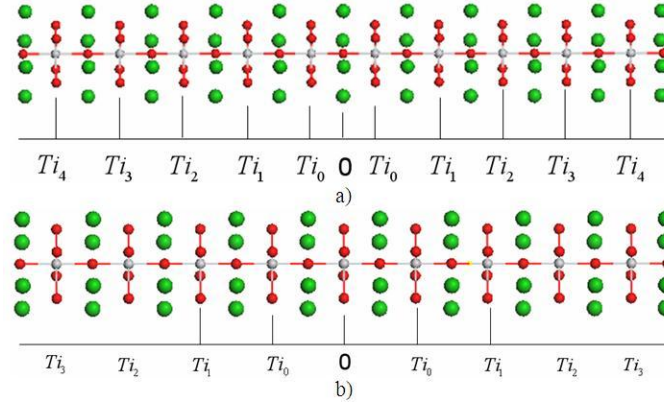 Ti₄ Ti₃ Ti₂ Ti₁ Ti₀ 0 Ti₀ Ti₁ Ti₂ Ti₃ Ti₄
a)
Ti₃ Ti₂ Ti₁ Ti₀ 0 Ti₀ Ti₁ Ti₂ Ti₃
b)